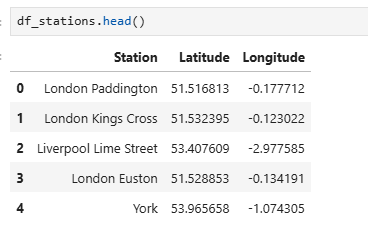 df_stations.head()
Station Latitude Longitude
0 London Paddington 51.516813 -0.177712
1 London Kings Cross 51.532395 -0.123022
2 Liverpool Lime Street 53.407609 -2.977585
3 London Euston 51.528853 -0.134191
4 York 53.965658 -1.074305